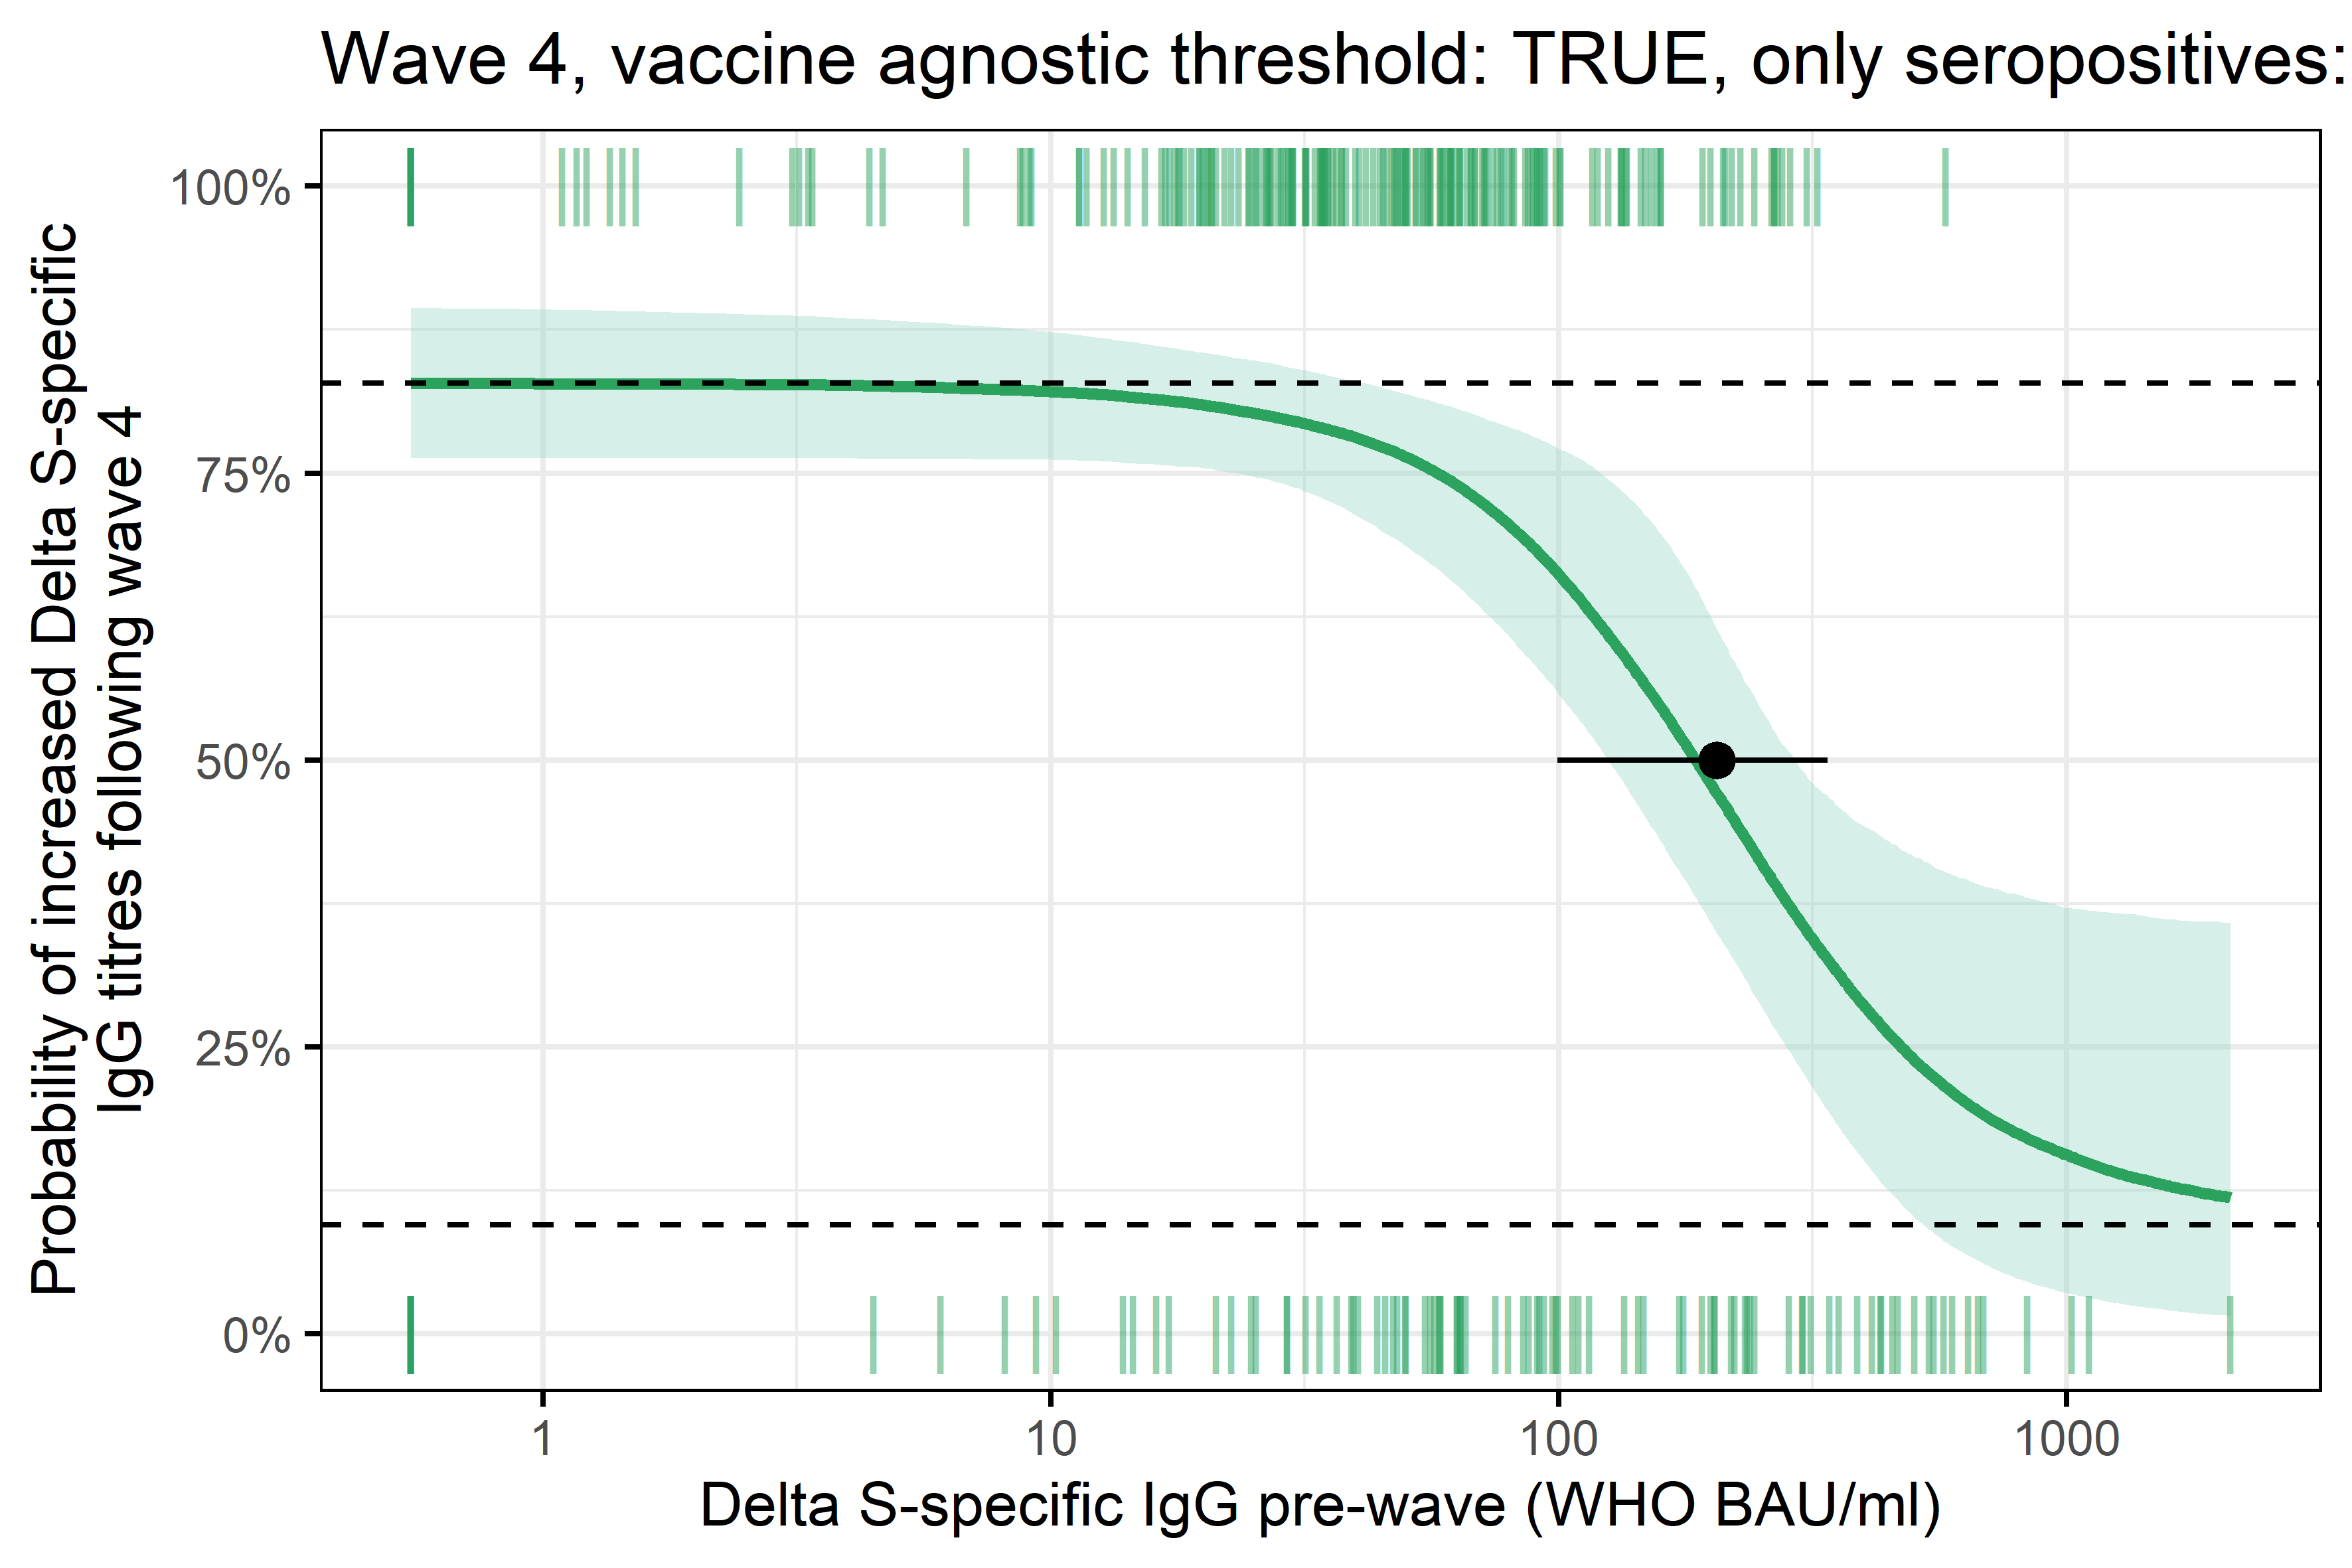 Wave 4, vaccine agnostic threshold: TRUE, only seropositives:
Probability of increased Delta S-specific
IgG titres following wave 4
100%
75%
50%
25%
0%
1
10
100
1000
Delta S-specific IgG pre-wave (WHO BAU/ml)